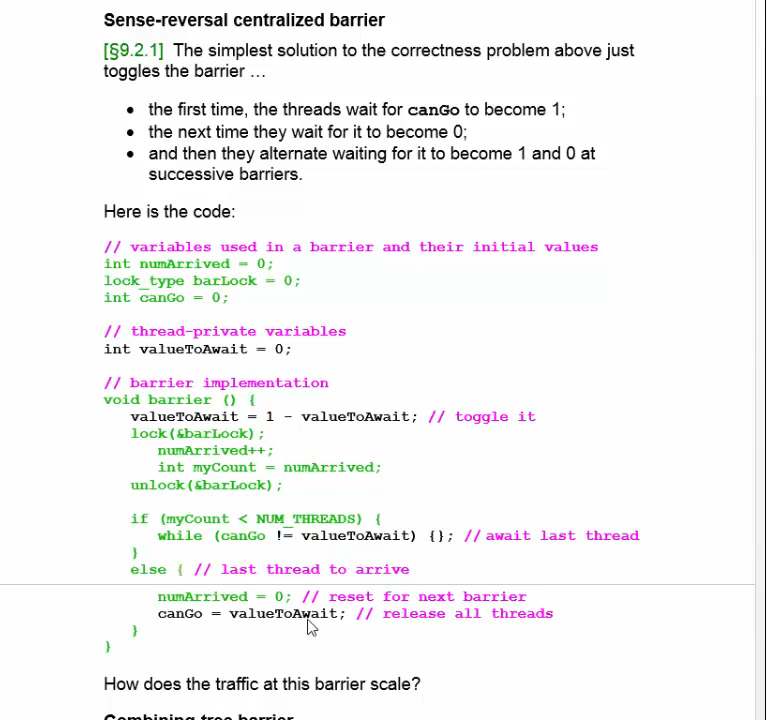 Sense-reversal centralized barrier
[§9.2.1] The simplest solution to the correctness problem above just
toggles the barrier …
• the first time, the threads wait for canGo to become 1;
• the next time they wait for it to become 0;
• and then they alternate waiting for it to become 1 and 0 at
successive barriers.
Here is the code:
// variables used in a barrier and their initial values
int numArrived = 0;
lock_type barLock = 0;
int canGo = 0;
// thread-private variables
int valueToAwait = 0;
// barrier implementation
void barrier () {
valueToAwait = 1 - valueToAwait; // toggle it
lock(&barLock);
numArrived++;
int myCount = numArrived;
unlock(&barLock);
if (myCount < NUM_THREADS) {
while (canGo != valueToAwait) {}; // await last thread
}
else { // last thread to arrive
numArrived = 0; // reset for next barrier
canGo = valueToAwait; // release all threads
}
}
How does the traffic at this barrier scale?
Combining tree barrier